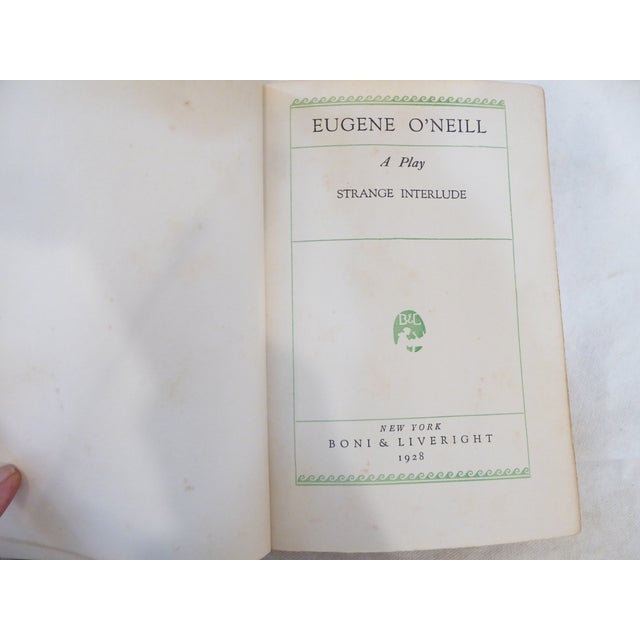 EUGENE O'NEILL
A Play
STRANGE INTERLUDE
B&L
NEW YORK
BONI & LIVERIGHT
1928